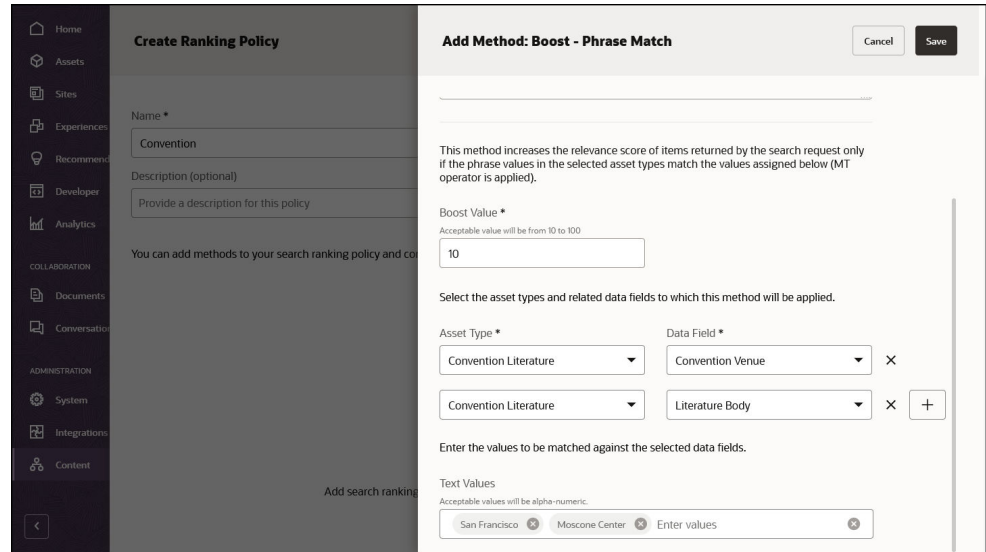 Home
Assets
Sites
Experiences
Recommend
Developer
Analytics
COLLABORATION
Documents
Conversation
ADMINISTRATION
System
Integrations
Content
Create Ranking Policy
Name *
Convention
Description (optional)
Provide a description for this policy
You can add methods to your search ranking policy and co
Add search ranking
Add Method: Boost - Phrase Match
Cancel
Save
This method increases the relevance score of items returned by the search request only
if the phrase values in the selected asset types match the values assigned below (MT
operator is applied).
Boost Value *
Acceptable value will be from 10 to 100
10
Select the asset types and related data fields to which this method will be applied.
Asset Type *
Data Field *
Convention Literature
Convention Venue
Convention Literature
Literature Body
Enter the values to be matched against the selected data fields.
Text Values
Acceptable values will be alpha-numeric.
San Francisco
Moscone Center
Enter values